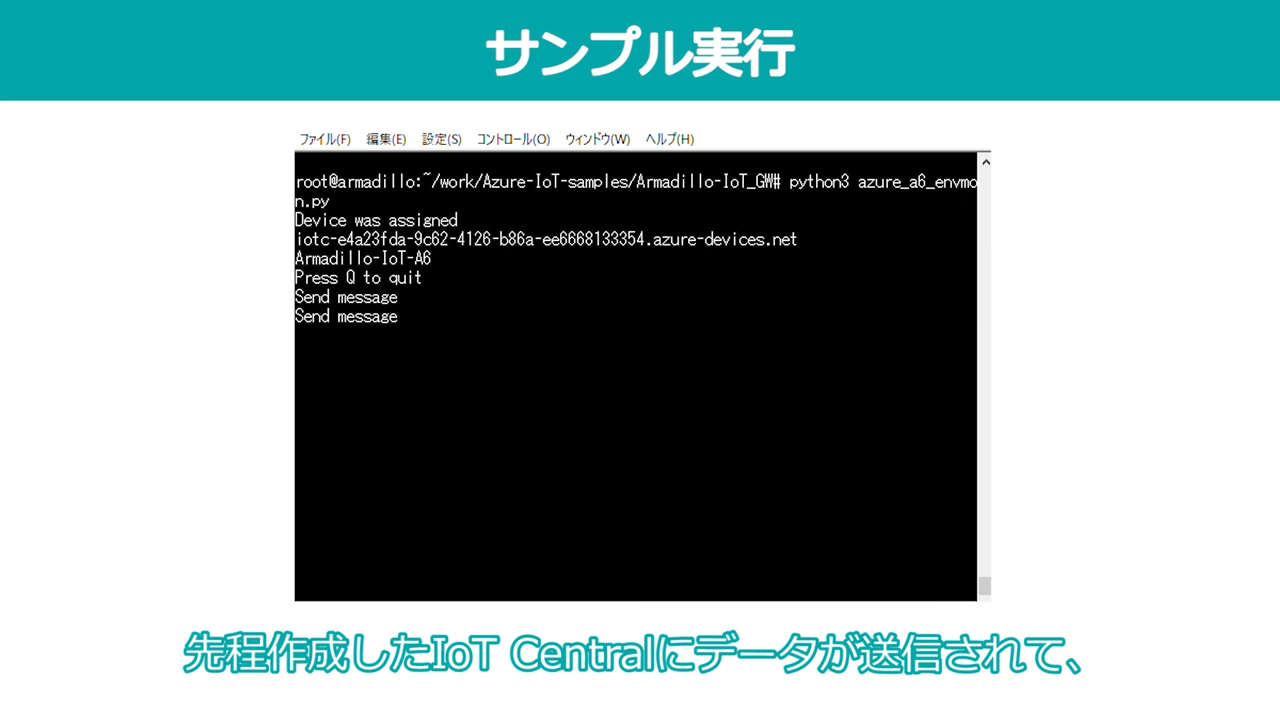 サンプル実行
ファイル(F) 編集(E) 設定(S) コントロール(O) ウィンドウ(W) ヘルプ(H)
root@armadillo:~/work/Azure-IoT-samples/Armadillo-IoT_GW# python3 azure_a6_envmo
n.py
Device was assigned
iotc-e4a23fda-9c62-4126-b86a-ee6668133354.azure-devices.net
Armadillo-IoT-A6
Press Q to quit
Send message
Send message
先程作成したIoT Centralにデータが送信されて、